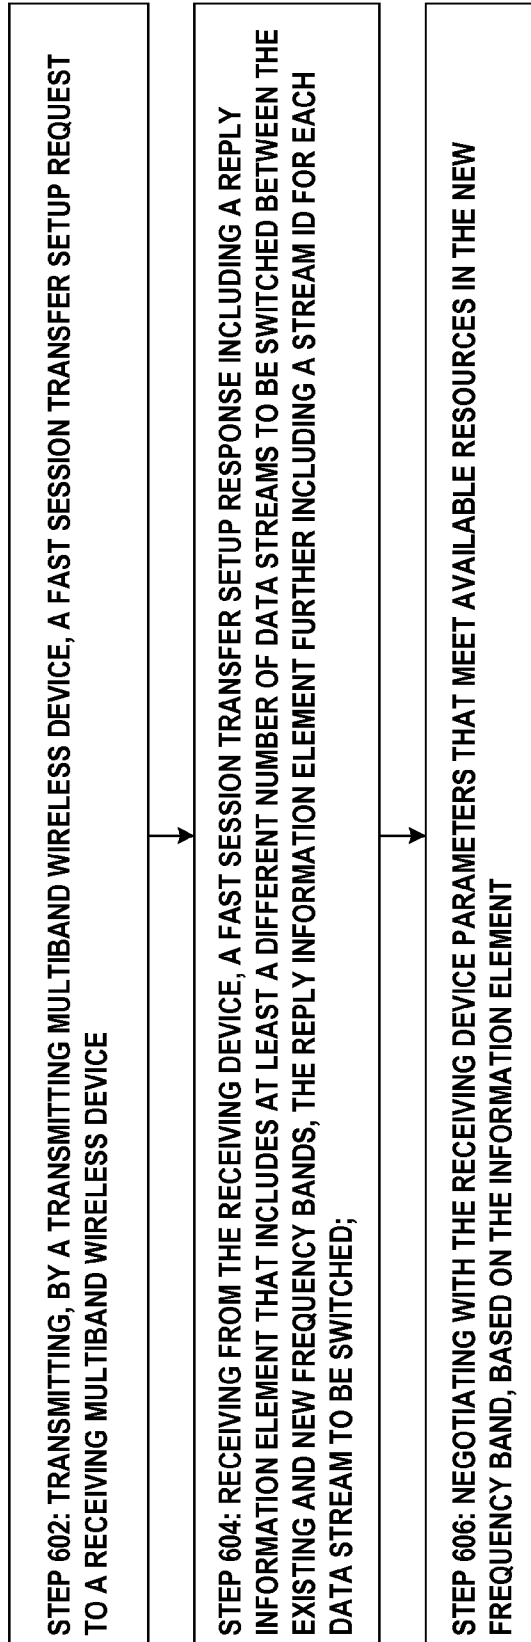 STEP 602: TRANSMITTING, BY A TRANSMITTING MULTIBAND WIRELESS DEVICE, A FAST SESSION TRANSFER SETUP REQUEST
TO A RECEIVING MULTIBAND WIRELESS DEVICE
STEP 604: RECEIVING FROM THE RECEIVING DEVICE, A FAST SESSION TRANSFER SETUP RESPONSE INCLUDING A REPLY
INFORMATION ELEMENT THAT INCLUDES AT LEAST A DIFFERENT NUMBER OF DATA STREAMS TO BE SWITCHED BETWEEN THE
EXISTING AND NEW FREQUENCY BANDS, THE REPLY INFORMATION ELEMENT FURTHER INCLUDING A STREAM ID FOR EACH
DATA STREAM TO BE SWITCHED;
STEP 606: NEGOTIATING WITH THE RECEIVING DEVICE PARAMETERS THAT MEET AVAILABLE RESOURCES IN THE NEW
FREQUENCY BAND, BASED ON THE INFORMATION ELEMENT